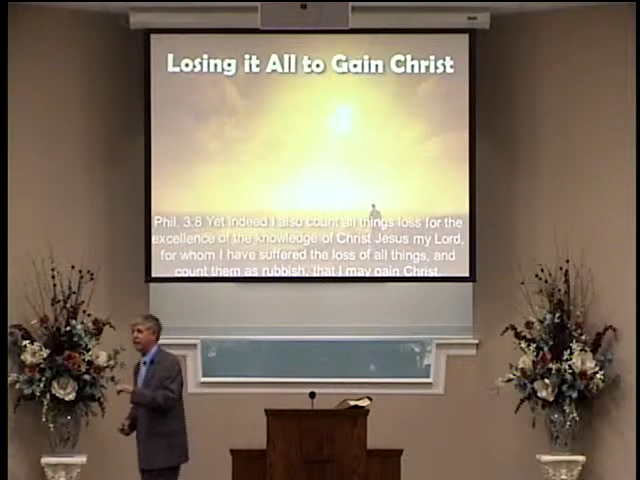 Losing it All to Gain Christ
Phil. 3:8 Yet indeed I also count all things loss for the
excellence of the knowledge of Christ Jesus my Lord,
for whom I have suffered the loss of all things, and
count them as rubbish, that I may gain Christ